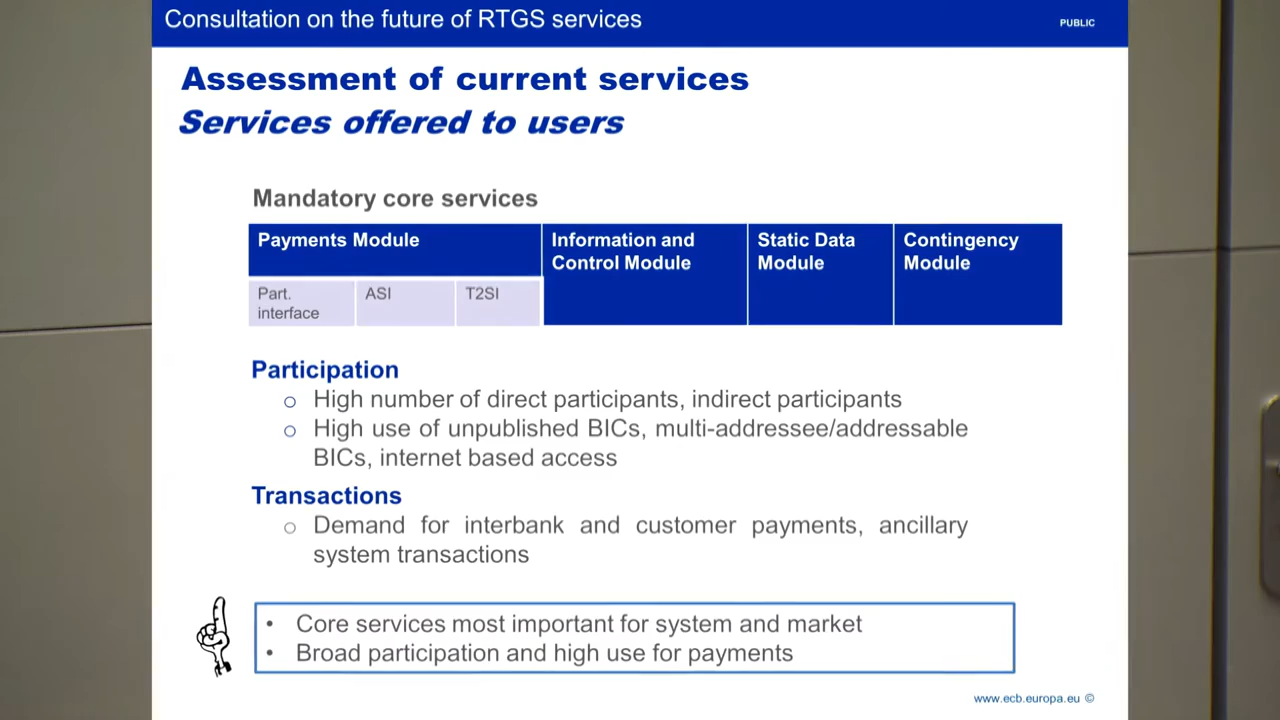 Consultation on the future of RTGS services
PUBLIC
Assessment of current services
Services offered to users
Mandatory core services
Payments Module
Information and
Control Module
Static Data
Module
Contingency
Module
Part.
interface
ASI
T2SI
Participation
o High number of direct participants, indirect participants
o High use of unpublished BICs, multi-addressee/addressable
BICs, internet based access
Transactions
o Demand for interbank and customer payments, ancillary
system transactions
• Core services most important for system and market
• Broad participation and high use for payments
www.ecb.europa.eu ©